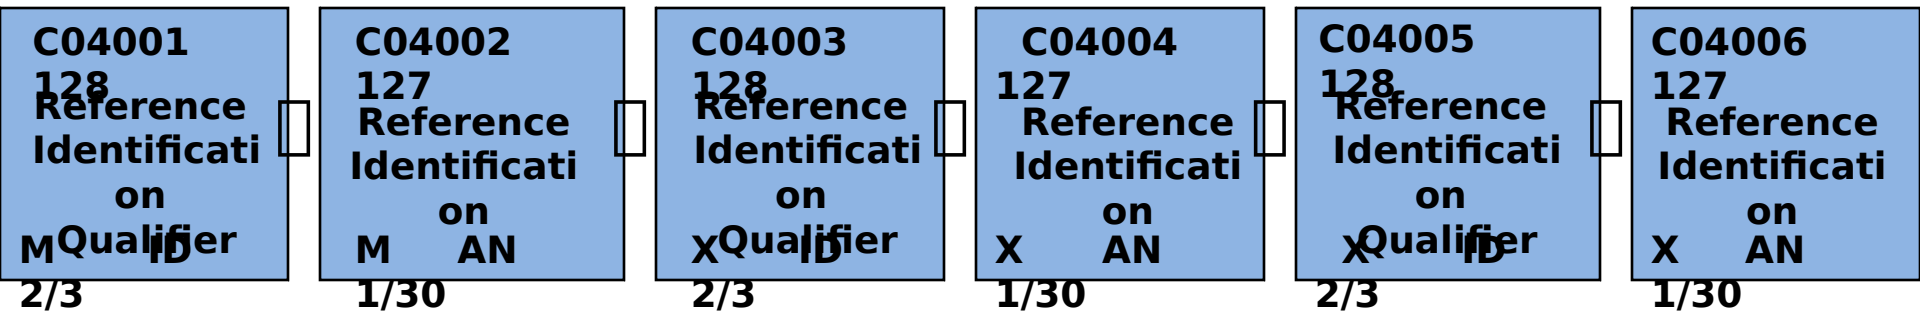 C04001
128
Reference
Identificati
on
Qualifier
M ID
2/3
C04002
127
Reference
Identificati
on
M AN
1/30
C04003
128
Reference
Identificati
on
Qualifier
X ID
2/3
C04004
127
Reference
Identificati
on
X AN
1/30
C04005
128
Reference
Identificati
on
Qualifier
X ID
2/3
C04006
127
Reference
Identificati
on
X AN
1/30